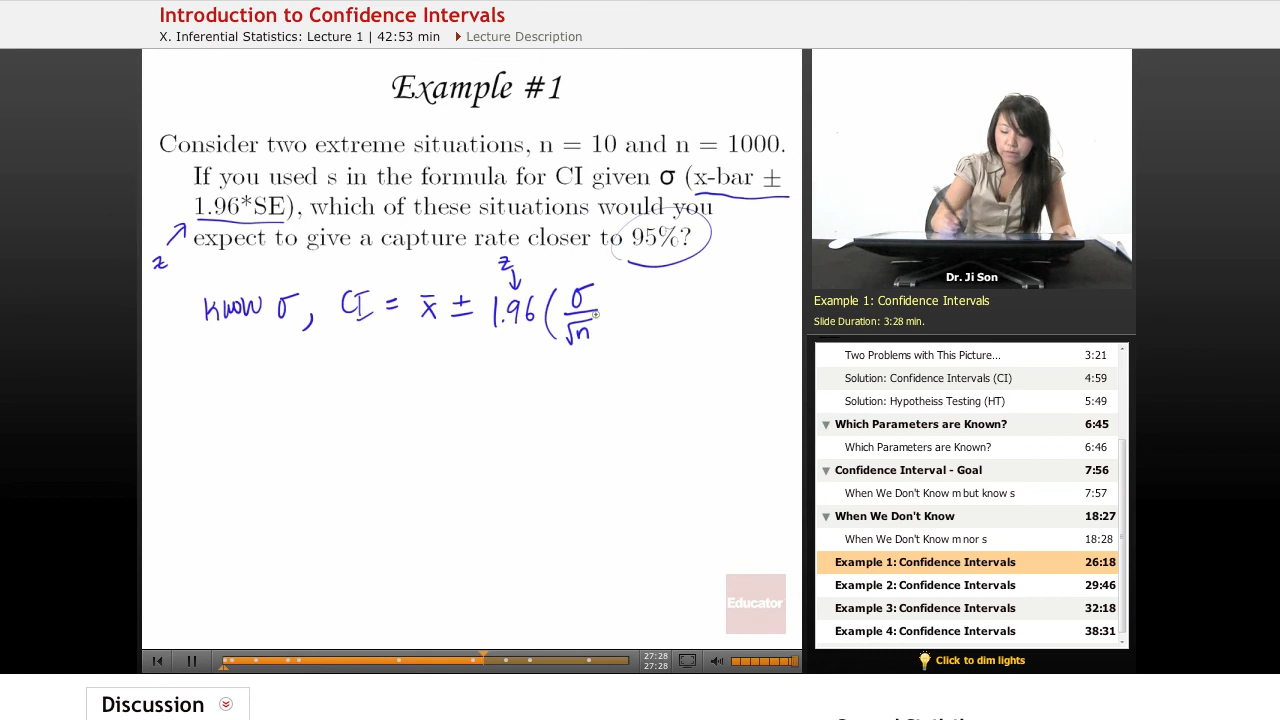 Introduction to Confidence Intervals
X. Inferential Statistics: Lecture 1 | 42:53 min Lecture Description
Example #1
Consider two extreme situations, n = 10 and n = 1000.
If you used s in the formula for CI given σ (x-bar ±
1.96*SE), which of these situations would you
expect to give a capture rate closer to 95%?
z
z
know σ, CI = x̄ ± 1.96 ( σ
√n
Educator
27:28
27:28
Dr. Ji Son
Example 1: Confidence Intervals
Slide Duration: 3:28 min.
Two Problems with This Picture... 3:21
Solution: Confidence Intervals (CI) 4:59
Solution: Hypotheiss Testing (HT) 5:49
Which Parameters are Known? 6:45
Which Parameters are Known? 6:46
Confidence Interval - Goal 7:56
When We Don't Know m but know s 7:57
When We Don't Know 18:27
When We Don't Know m nor s 18:28
Example 1: Confidence Intervals 26:18
Example 2: Confidence Intervals 29:46
Example 3: Confidence Intervals 32:18
Example 4: Confidence Intervals 38:31
Click to dim lights
Discussion